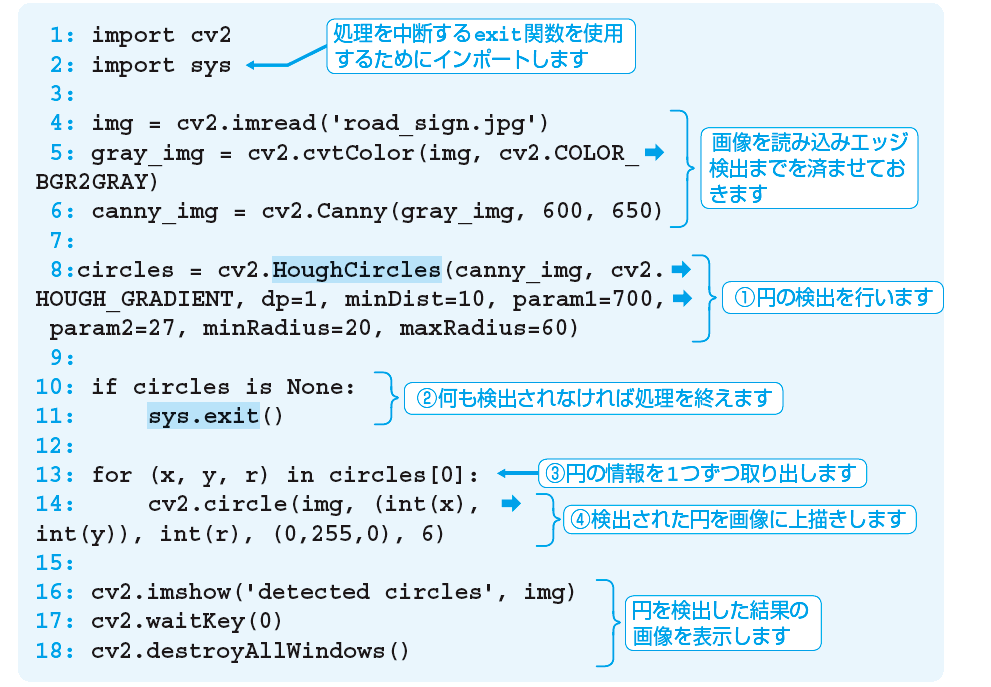 1: import cv2
2: import sys
処理を中断するexit関数を使用
するためにインポートします
3:
4: img = cv2.imread('road_sign.jpg')
5: gray_img = cv2.cvtColor(img, cv2.COLOR_➡
BGR2GRAY)
6: canny_img = cv2.Canny(gray_img, 600, 650)
画像を読み込みエッジ
検出までを済ませてお
きます
7:
8:circles = cv2.HoughCircles(canny_img, cv2.➡
HOUGH_GRADIENT, dp=1, minDist=10, param1=700,➡
param2=27, minRadius=20, maxRadius=60)
①円の検出を行います
9:
10: if circles is None:
11: sys.exit()
②何も検出されなければ処理を終えます
12:
13: for (x, y, r) in circles[0]:
③円の情報を1つずつ取り出します
14: cv2.circle(img, (int(x), ➡
int(y)), int(r), (0,255,0), 6)
④検出された円を画像に上描きします
15:
16: cv2.imshow('detected circles', img)
17: cv2.waitKey(0)
18: cv2.destroyAllWindows()
円を検出した結果の
画像を表示します